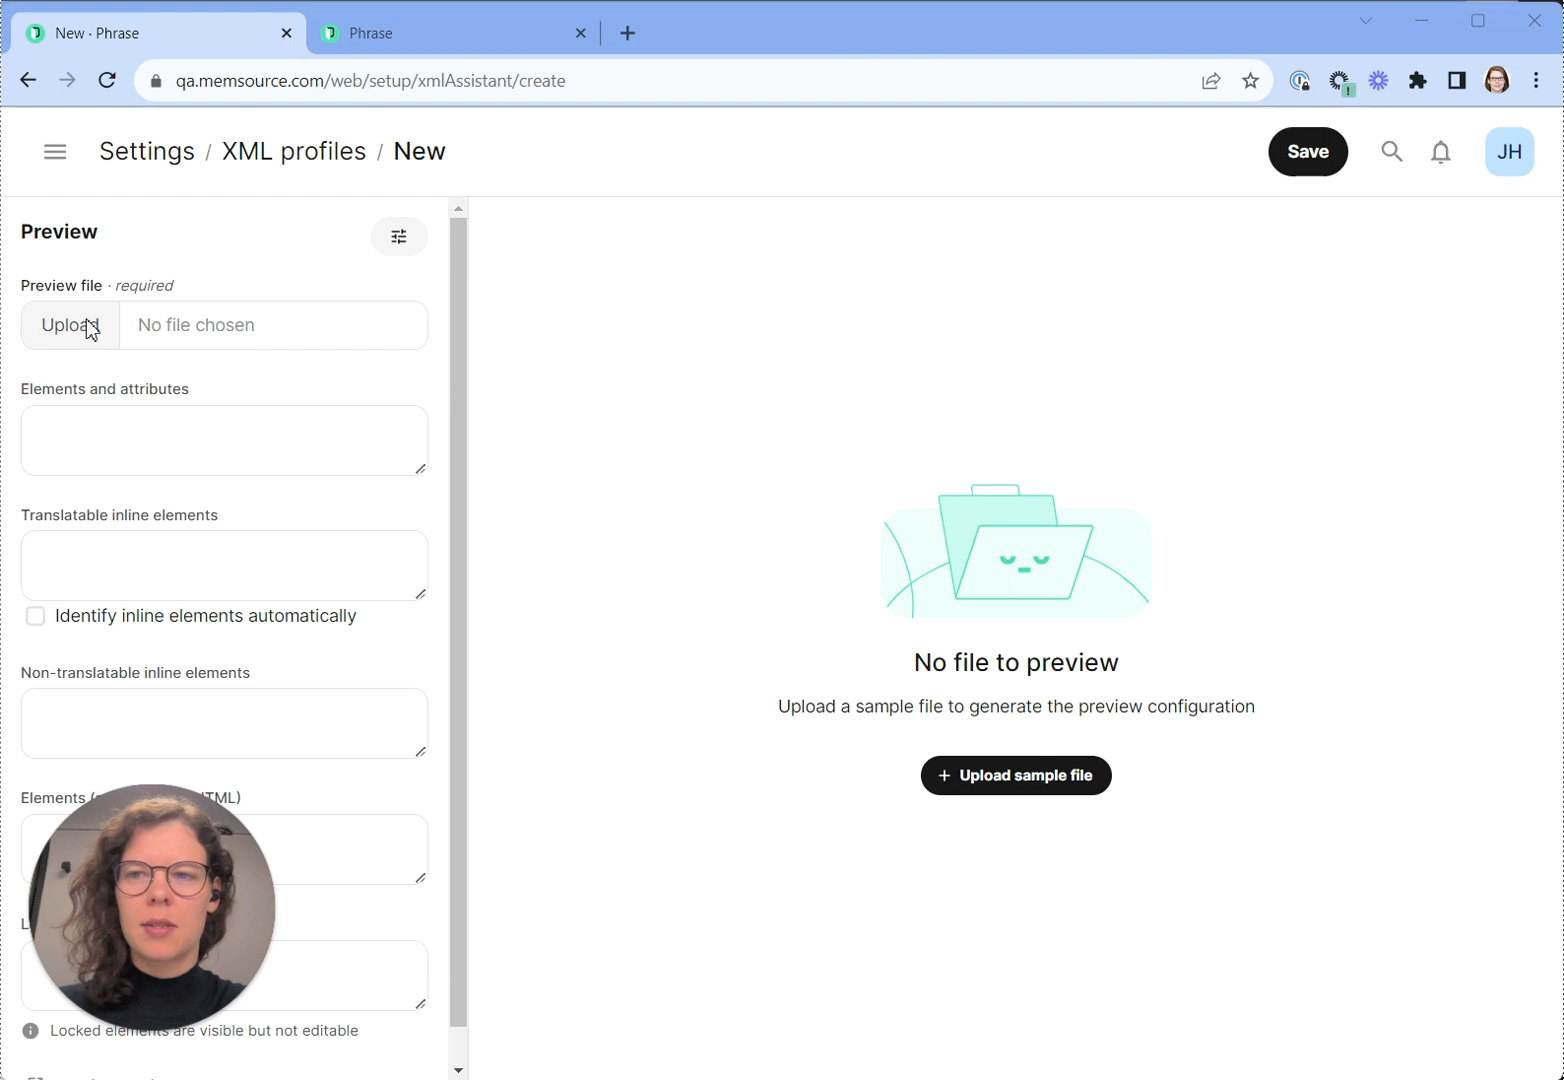 New · Phrase
Phrase
qa.memsource.com/web/setup/xmlAssistant/create
Settings / XML profiles / New
Save
JH
Preview
Preview file · required
Upload
No file chosen
Elements and attributes
Translatable inline elements
Identify inline elements automatically
Non-translatable inline elements
Elements
HTML)
No file to preview
Upload a sample file to generate the preview configuration
+ Upload sample file
Locked elements are visible but not editable